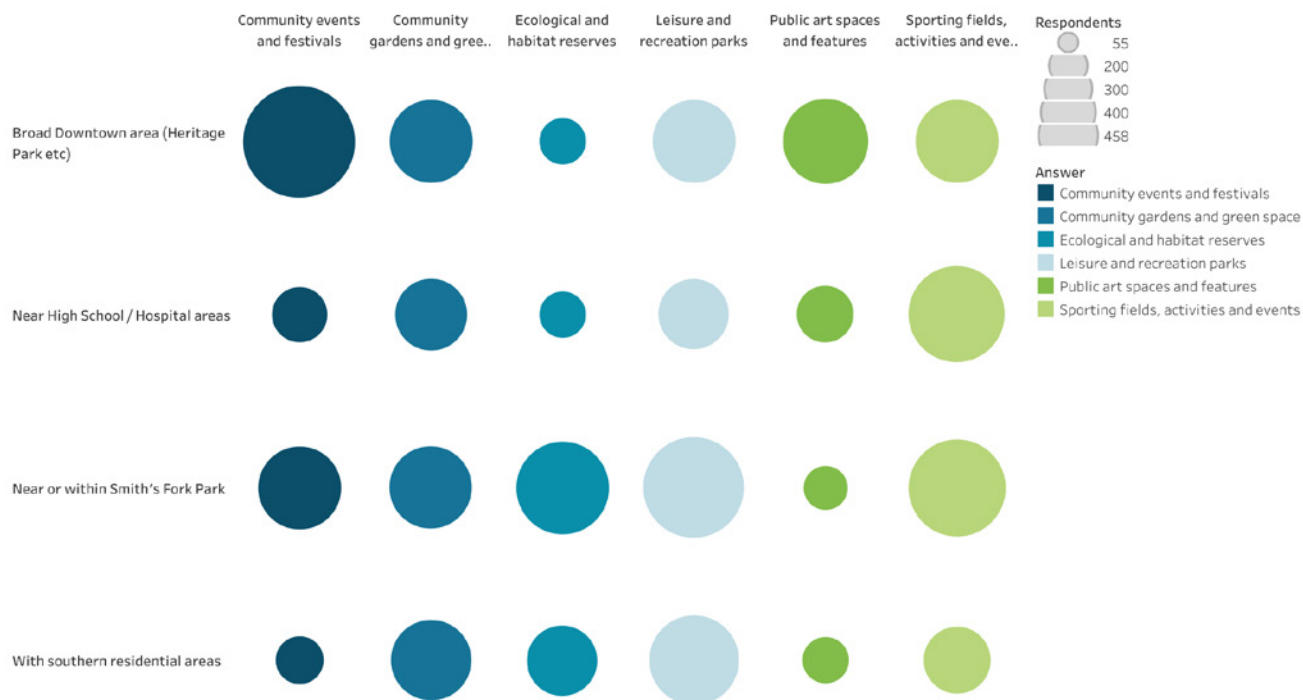 Community events
and festivals
Community
gardens and gree..
Ecological and
habitat reserves
Leisure and
recreation parks
Public art spaces
and features
Sporting fields,
activities and eve..
Respondents
55
200
300
400
458
Answer
Community events and festivals
Community gardens and green space
Ecological and habitat reserves
Leisure and recreation parks
Public art spaces and features
Sporting fields, activities and events
Broad Downtown area (Heritage
Park etc)
Near High School / Hospital areas
Near or within Smith's Fork Park
With southern residential areas